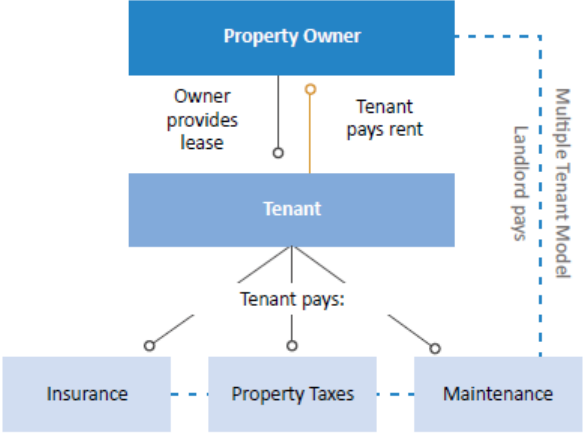 Property Owner
Owner
provides
lease
Tenant
pays rent
Multiple Tenant Model
Landlord pays
Tenant
Tenant pays:
Insurance
Property Taxes
Maintenance